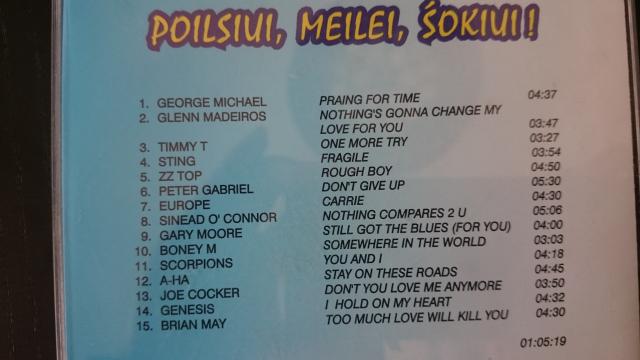 POILSIUI, MEILEI, ŠOKIUI!
1. GEORGE MICHAEL PRAING FOR TIME 04:37
2. GLENN MADEIROS NOTHING'S GONNA CHANGE MY
LOVE FOR YOU 03:47
3. TIMMY T ONE MORE TRY 03:27
4. STING FRAGILE 03:54
5. ZZ TOP ROUGH BOY 04:50
6. PETER GABRIEL DON'T GIVE UP 05:30
7. EUROPE CARRIE 04:30
8. SINEAD O' CONNOR NOTHING COMPARES 2 U 05:06
9. GARY MOORE STILL GOT THE BLUES (FOR YOU) 04:00
10. BONEY M SOMEWHERE IN THE WORLD 03:03
11. SCORPIONS YOU AND I 04:18
12. A-HA STAY ON THESE ROADS 04:45
13. JOE COCKER DON'T YOU LOVE ME ANYMORE 03:50
14. GENESIS I HOLD ON MY HEART 04:32
15. BRIAN MAY TOO MUCH LOVE WILL KILL YOU 04:30
01:05:19